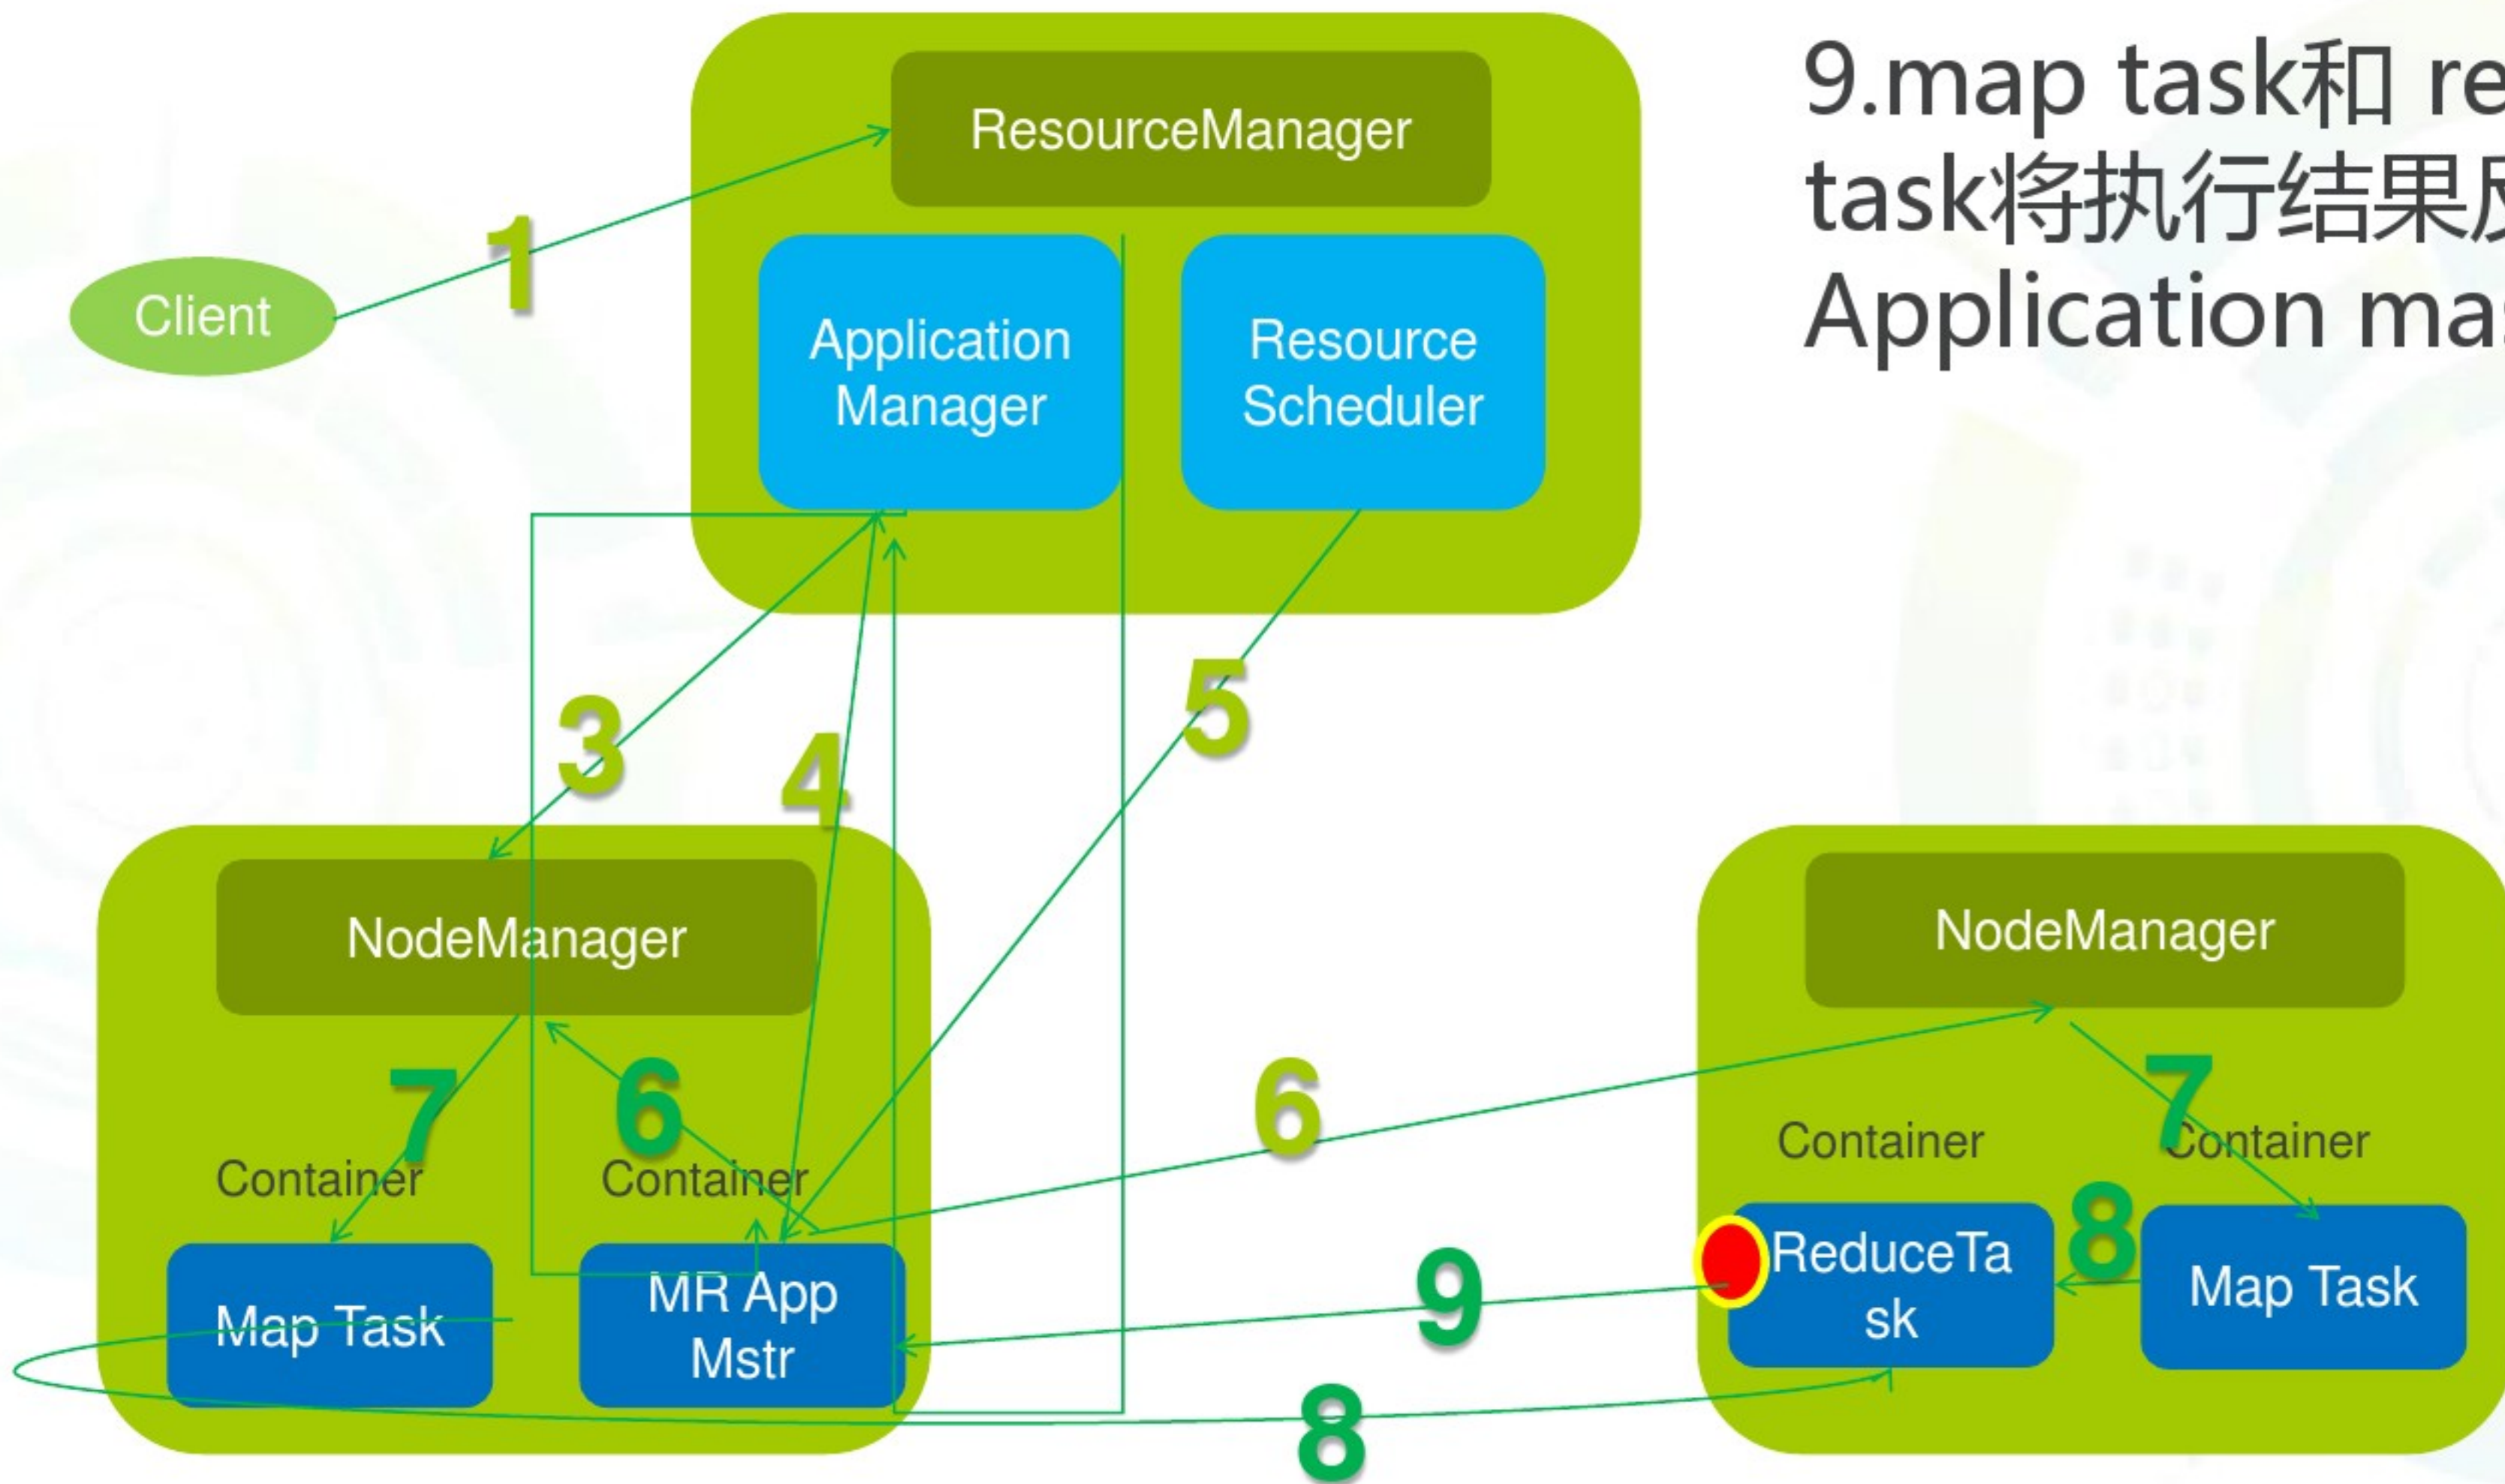 9.map task和 re
task将执行结果
Application mas
ResourceManager
1
Client
Application
Manager
Resource
Scheduler
3
4
5
NodeManager
NodeManager
7
6
6
7
Container
Container
Container
Container
8
ReduceTa
sk
Map Task
Map Task
MR App
Mstr
9
8